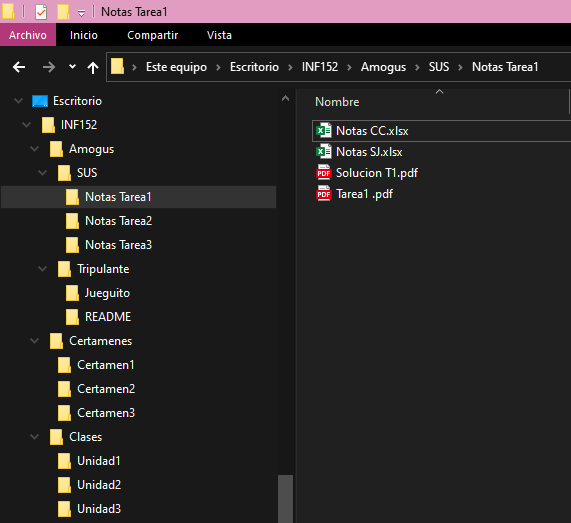 Notas Tarea1
Archivo Inicio Compartir Vista
Este equipo > Escritorio > INF152 > Amogus > SUS > Notas Tarea1
Escritorio
INF152
Amogus
SUS
Notas Tarea1
Notas Tarea2
Notas Tarea3
Tripulante
Jueguito
README
Certamenes
Certamen1
Certamen2
Certamen3
Clases
Unidad1
Unidad2
Unidad3
Nombre
Notas CC.xlsx
Notas SJ.xlsx
PDF Solucion T1.pdf
PDF Tarea1 .pdf